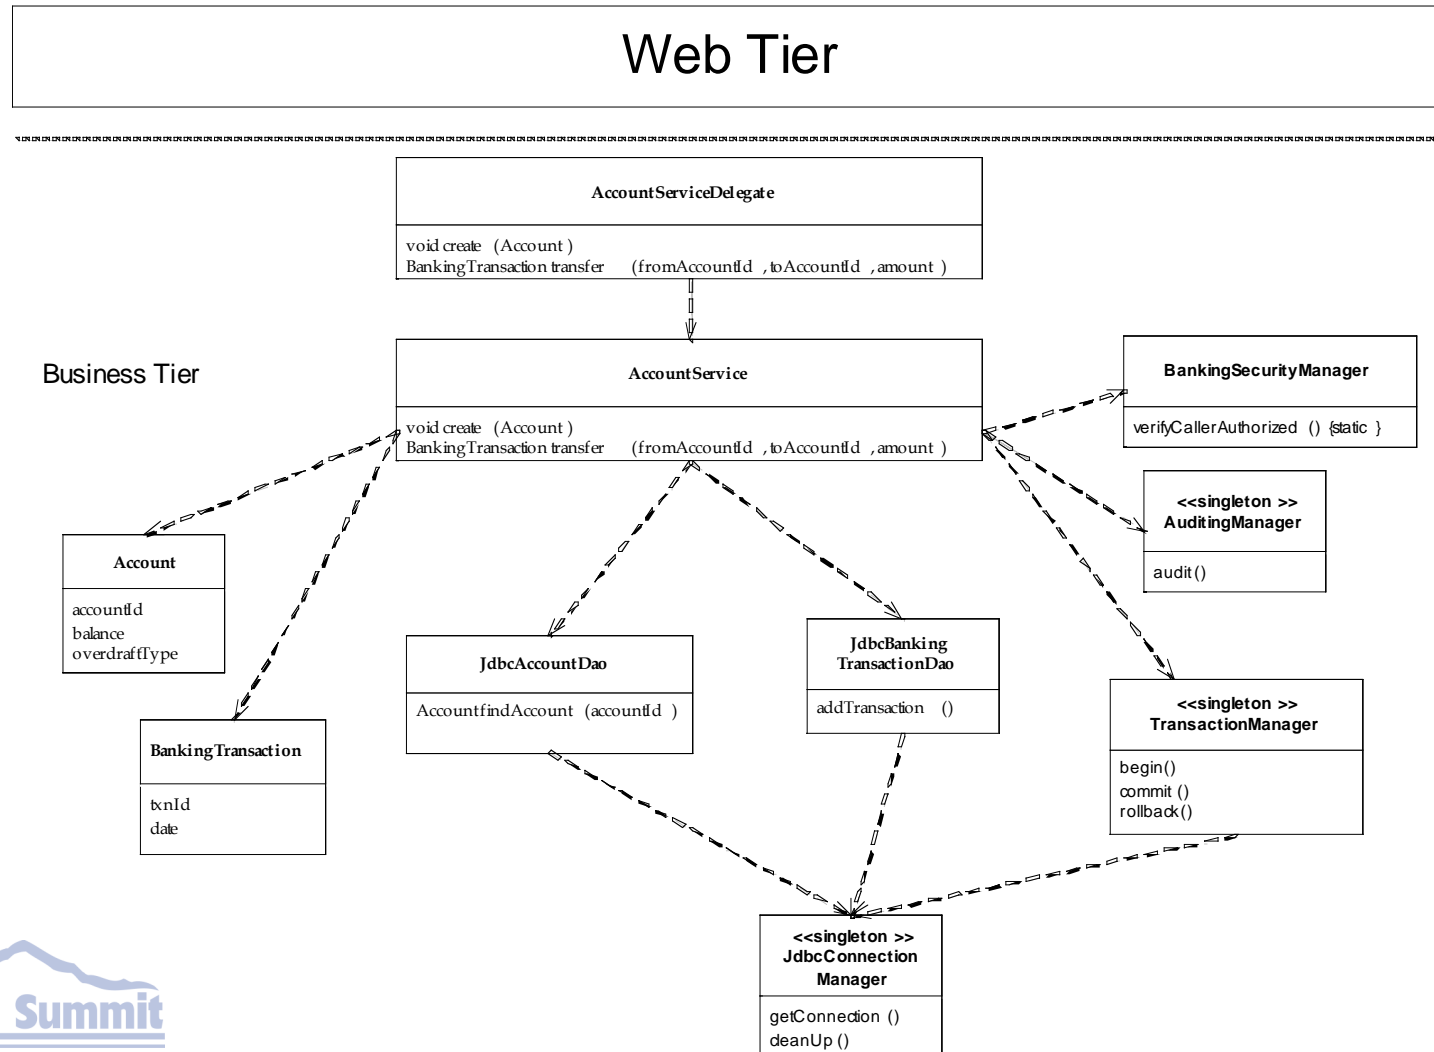 Web Tier
AccountServiceDelegate
void create (Account )
BankingTransaction transfer (fromAccountId , toAccountId , amount )
Business Tier
AccountService
void create (Account )
BankingTransaction transfer (fromAccountId , toAccountId , amount )
BankingSecurityManager
verifyCallerAuthorized () {static }
<<singleton >>
AuditingManager
audit()
Account
accountId
balance
overdraftType
JdbcAccountDao
Account findAccount (accountId )
JdbcBanking
TransactionDao
addTransaction ()
<<singleton >>
TransactionManager
begin()
commit ()
rollback()
BankingTransaction
txnId
date
<<singleton >>
JdbcConnection
Manager
getConnection ()
cleanUp ()
Summit